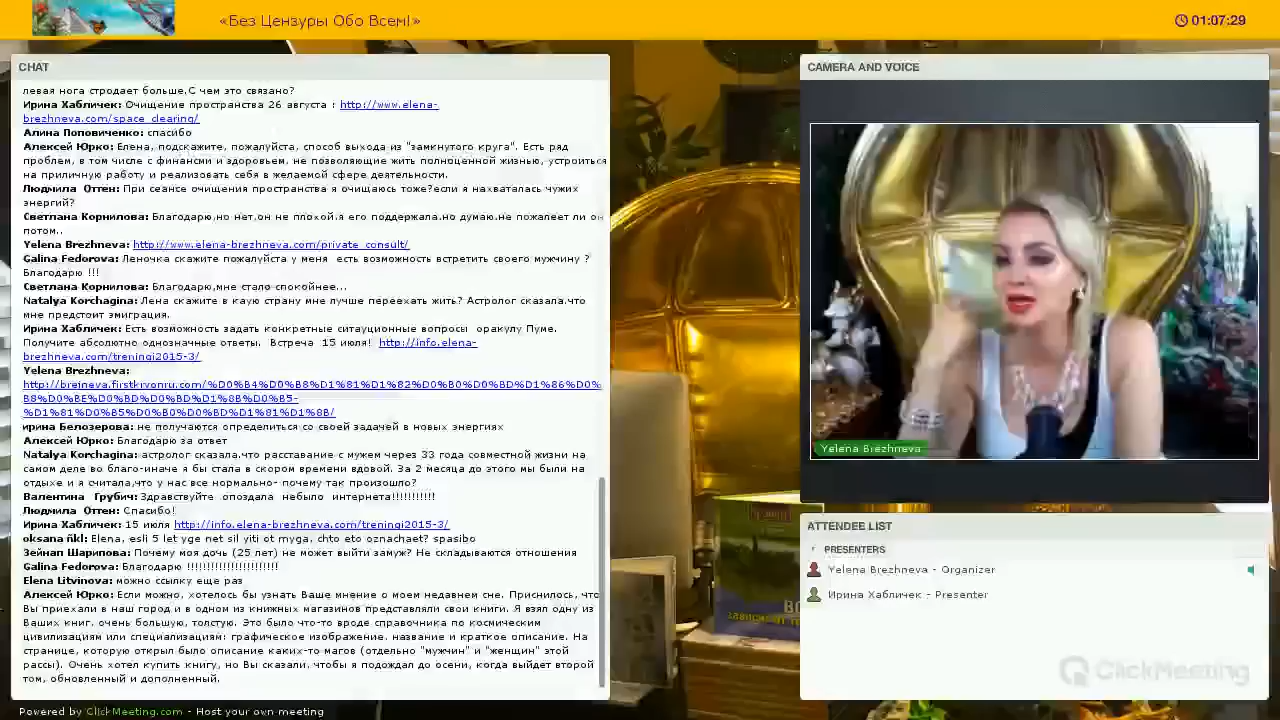 «Без Цензуры Обо Всем!»
01:07:29
CHAT
левая нога стродает больше.С чем это связано?
Ирина Хабличек: Очищение пространства 26 августа : http://www.elena-
brezhneva.com/space_clearing/
Алина Поповиченко: спасибо
Алексей Юрко: Елена, подскажите, пожалуйста, способ выхода из "замкнутого круга". Есть ряд
проблем, в том числе с финансами и здоровьем, не позволяющие жить полноценной жизнью, устроиться
на приличную работу и реализовать себя в желаемой сфере деятельности.
Людмила Оттен: При сеансе очищения пространства я очищаюсь тоже?если я нахваталась чужих
энергий?
Светлана Корнилова: Благодарю,но нет,он не плохой,я его поддержала,но думаю,не пожалеет ли он
потом..
Yelena Brezhneva: http://www.elena-brezhneva.com/private_consult/
Galina Fedorova: Леночка скажите пожалуйста у меня есть возможность встретить своего мужчину ?
Благодарю !!!
Светлана Корнилова: Благодарю,мне стало спокойнее...
Natalya Korchagina: Лена скажите в каую страну мне лучше переехать жить? Астролог сказала,что
мне предстоит эмиграция.
Ирина Хабличек: Есть возможность задать конкретные ситауционные вопросы оракулу Пуме.
Получите абсолютно однозначные ответы. Встреча 15 июля! http://info.elena-
brezhneva.com/treningi2015-3/
Yelena Brezhneva:
http://brejneva.firstkivonru.com/%D0%B4%D0%B8%D1%81%D1%82%D0%B0%D0%BD%D1%86%D0%
B8%D0%BE%D0%BD%D0%BD%D1%8B%D0%B5-
%D1%81%D0%B5%D0%B0%D0%BD%D1%81%D1%8B/
ирина Белозерова: не получаются определиться со своей задачей в новых энергиях
Алексей Юрко: Благодарю за ответ
Natalya Korchagina: астролог сказала,что расставание с мужем через 33 года совместной жизни на
самом деле во благо-иначе я бы стала в скором времени вдовой. За 2 месяца до этого мы были на
отдыхе и я считала,что у нас все нормально- почему так произошло?
Валентина Грубич: Здравствуйте опоздала небыло интернета!!!!!!!!!!!
Людмила Оттен: Спасибо!
Ирина Хабличек: 15 июля http://info.elena-brezhneva.com/treningi2015-3/
oksana ñkl: Elena, esli 5 let yge net sil yiti ot myga, chto eto oznachaet? spasibo
Зейнап Шарипова: Почему моя дочь (25 лет) не может выйти замуж? Не складываются отношения
Galina Fedorova: Благодарю !!!!!!!!!!!!!!!!!!!!!!!
Elena Litvinova: можно ссылку еще раз
Алексей Юрко: Если можно, хотелось бы узнать Ваше мнение о моем недавнем сне. Приснилось, что
Вы приехали в наш город и в одном из книжных магазинов представляли свои книги. Я взял одну из
Ваших книг, очень большую, толстую. Это было что-то вроде справочника по космическим
цивилизациям или специализациям: графическое изображение, название и краткое описание. На
странице, которую открыл было описание каких-то магов (отдельно "мужчин" и "женщин" этой
рассы). Очень хотел купить книгу, но Вы сказали, чтобы я подождал до осени, когда выйдет второй
том, обновленный и дополненный.
CAMERA AND VOICE
Yelena Brezhneva
ATTENDEE LIST
PRESENTERS
Yelena Brezhneva - Organizer
Ирина Хабличек - Presenter
ClickMeeting
Powered by ClickMeeting.com - Host your own meeting